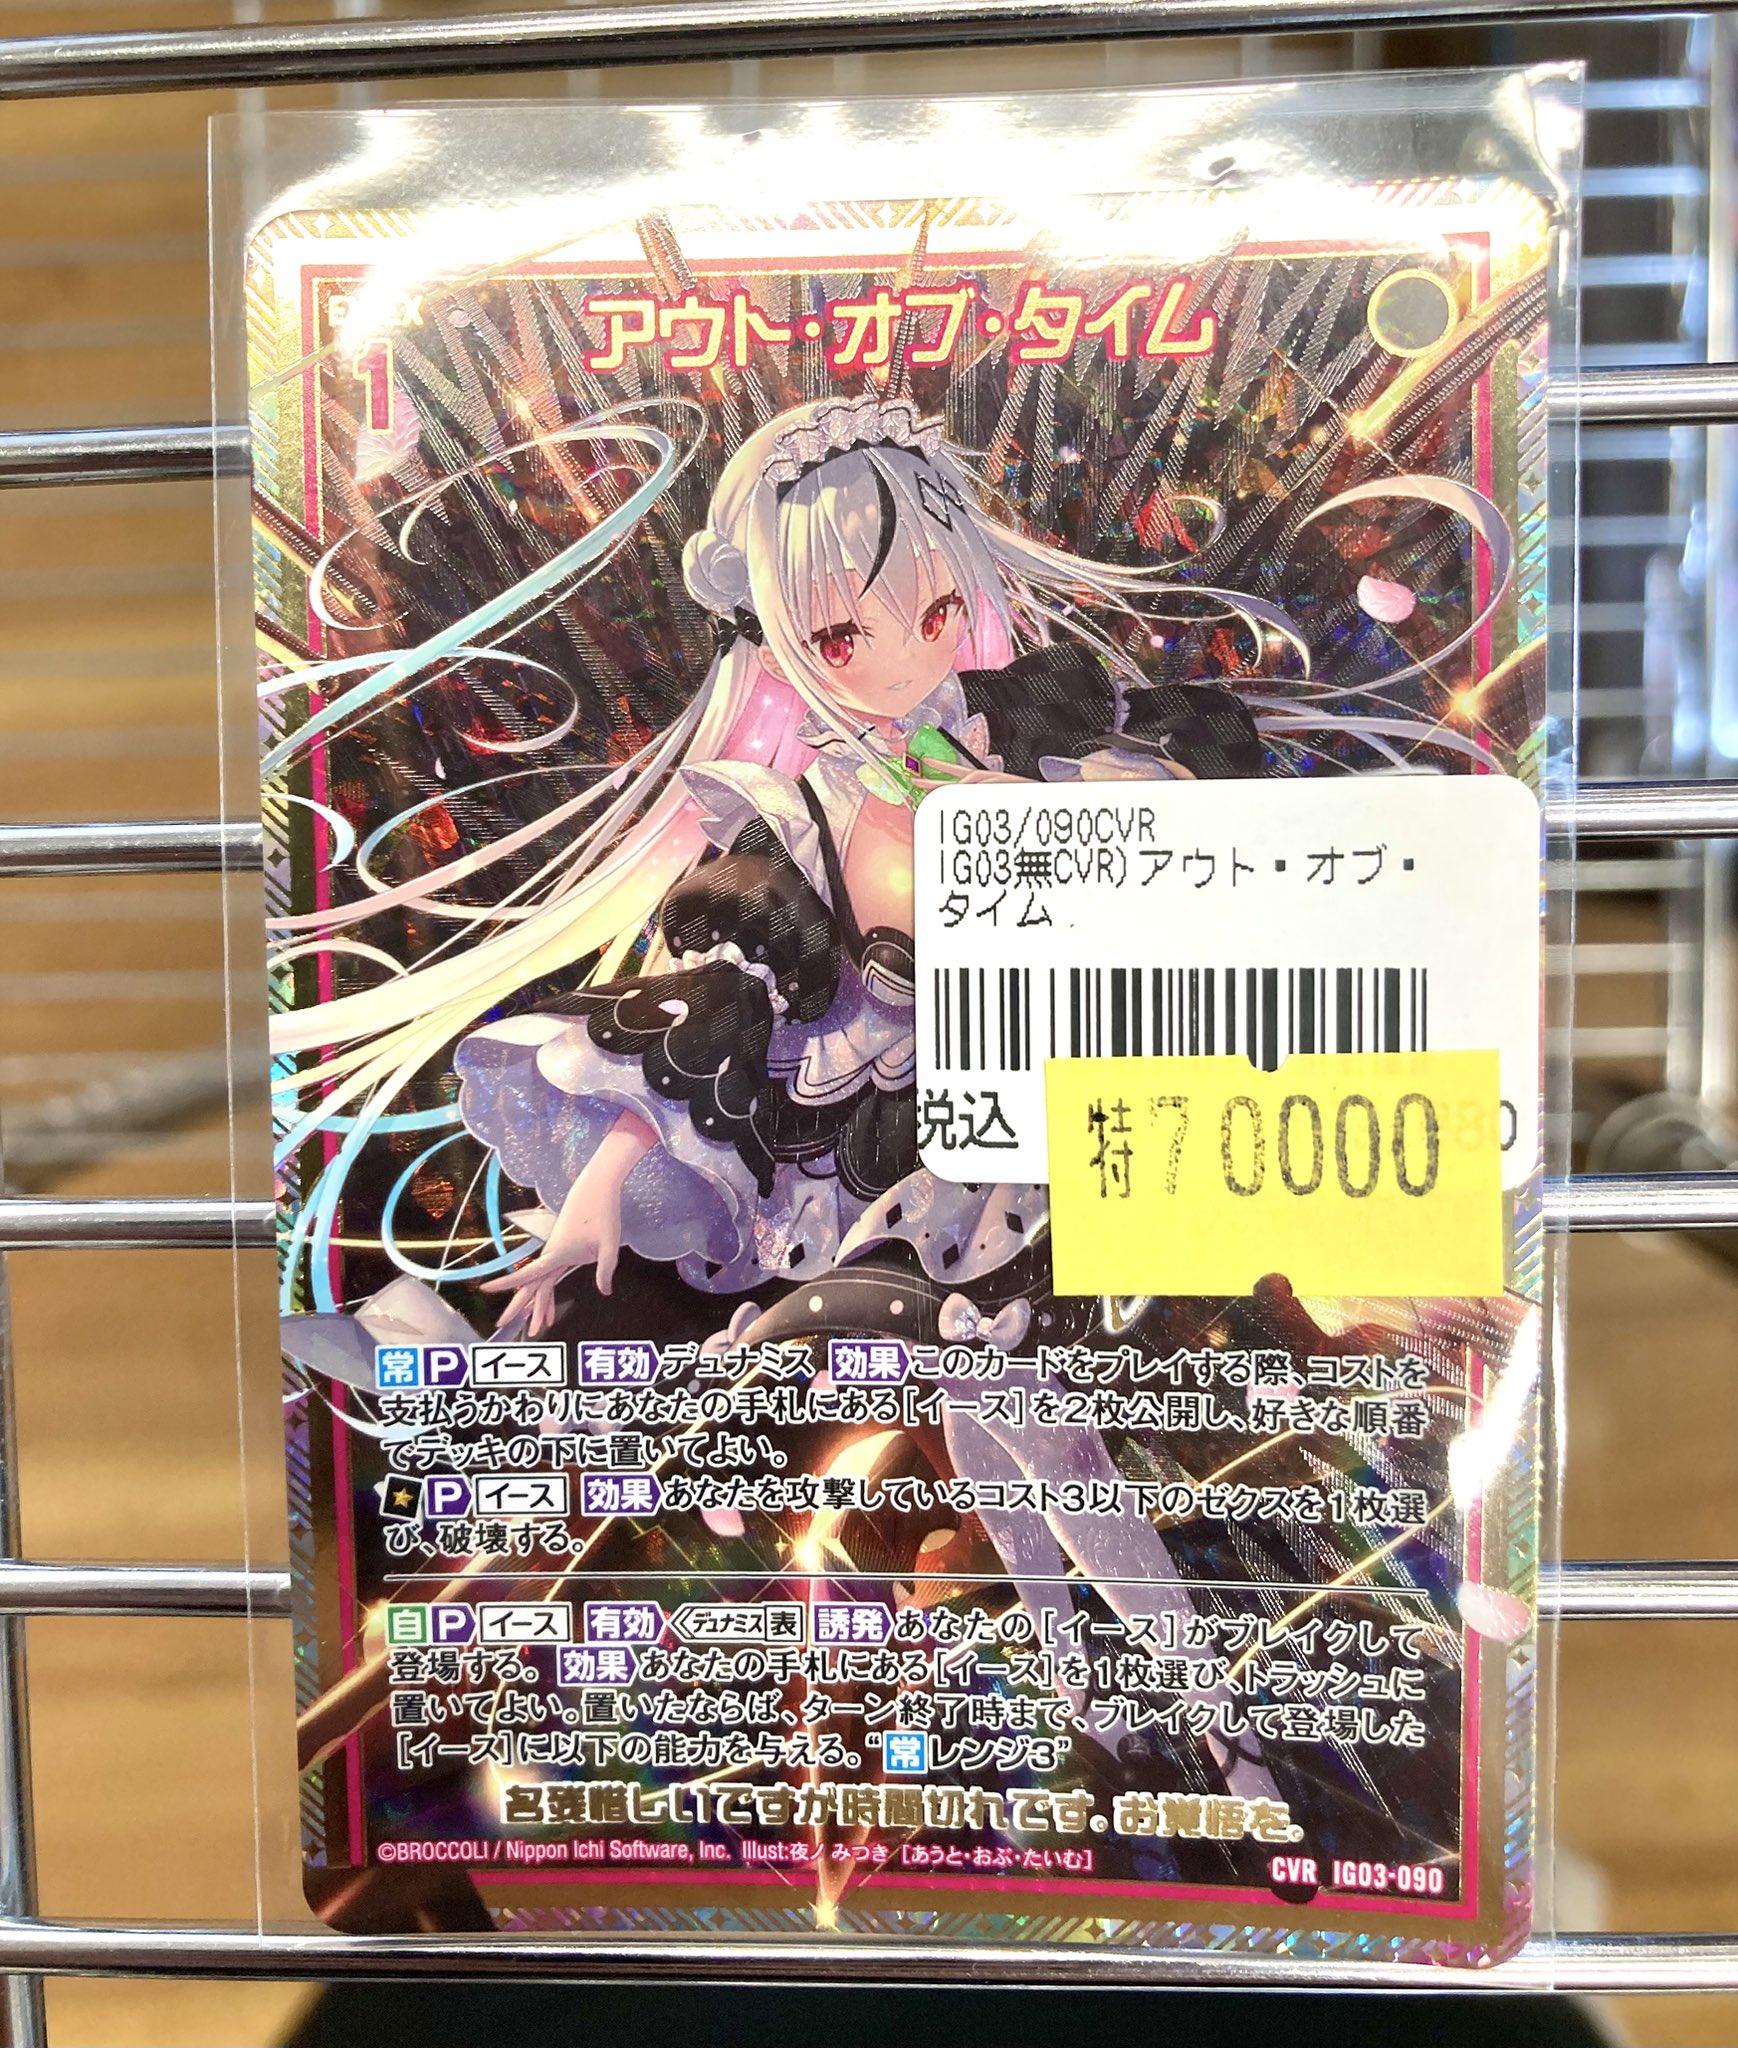 1
アウト・オブ・タイム
IG03/090CVR
IG03無CVR)アウト・オブ・
タイム
税込
特70000
80
常 P イース 有効 デュナミス 効果 このカードをプレイする際、コストを
支払うかわりにあなたの手札にある[イース]を2枚公開し、好きな順番
でデッキの下に置いてよい。
P イース 効果 あなたを攻撃しているコスト3以下のゼクスを1枚選
び、破壊する。
自 P イース 有効 デュナミス 表 誘発 あなたの[イース]がブレイクして
登場する。 効果 あなたの手札にある[イース]を1枚選び、トラッシュに
置いてよい。置いたならば、ターン終了時まで、ブレイクして登場した
[イース]に以下の能力を与える。“常レンジ3”
名残惜しいですが時間切れです。お覚悟を。
©BROCCOLI / Nippon Ichi Software, Inc. Illust:夜ノみつき [あうと・おぶ・たいむ]
CVR IG03-090